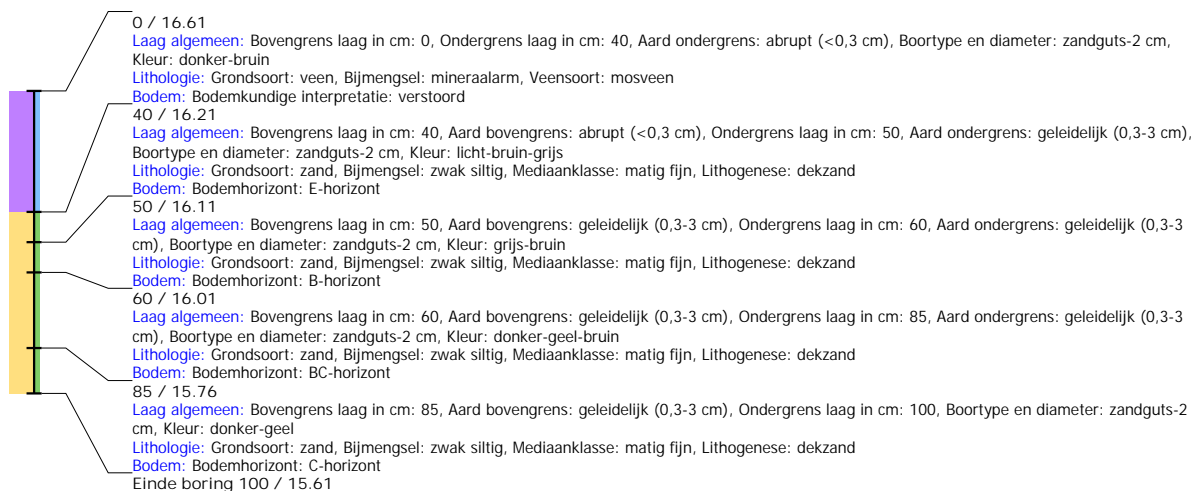 0 / 16.61
Laag algemeen: Bovengrens laag in cm: 0, Ondergrens laag in cm: 40, Aard ondergrens: abrupt (<0,3 cm), Boortype en diameter: zandguts-2 cm,
Kleur: donker-bruin
Lithologie: Grondsoort: veen, Bijmengsel: mineraalarm, Veensoort: mosveen
Bodem: Bodemkundige interpretatie: verstoord
40 / 16.21
Laag algemeen: Bovengrens laag in cm: 40, Aard bovengrens: abrupt (<0,3 cm), Ondergrens laag in cm: 50, Aard ondergrens: geleidelijk (0,3-3 cm),
Boortype en diameter: zandguts-2 cm, Kleur: licht-bruin-grijs
Lithologie: Grondsoort: zand, Bijmengsel: zwak siltig, Mediaanklasse: matig fijn, Lithogenese: dekzand
Bodem: Bodemhorizont: E-horizont
50 / 16.11
Laag algemeen: Bovengrens laag in cm: 50, Aard bovengrens: geleidelijk (0,3-3 cm), Ondergrens laag in cm: 60, Aard ondergrens: geleidelijk (0,3-3
cm), Boortype en diameter: zandguts-2 cm, Kleur: grijs-bruin
Lithologie: Grondsoort: zand, Bijmengsel: zwak siltig, Mediaanklasse: matig fijn, Lithogenese: dekzand
Bodem: Bodemhorizont: B-horizont
60 / 16.01
Laag algemeen: Bovengrens laag in cm: 60, Aard bovengrens: geleidelijk (0,3-3 cm), Ondergrens laag in cm: 85, Aard ondergrens: geleidelijk (0,3-3
cm), Boortype en diameter: zandguts-2 cm, Kleur: donker-geel-bruin
Lithologie: Grondsoort: zand, Bijmengsel: zwak siltig, Mediaanklasse: matig fijn, Lithogenese: dekzand
Bodem: Bodemhorizont: BC-horizont
85 / 15.76
Laag algemeen: Bovengrens laag in cm: 85, Aard bovengrens: geleidelijk (0,3-3 cm), Ondergrens laag in cm: 100, Boortype en diameter: zandguts-2
cm, Kleur: donker-geel
Lithologie: Grondsoort: zand, Bijmengsel: zwak siltig, Mediaanklasse: matig fijn, Lithogenese: dekzand
Bodem: Bodemhorizont: C-horizont
Einde boring 100 / 15.61